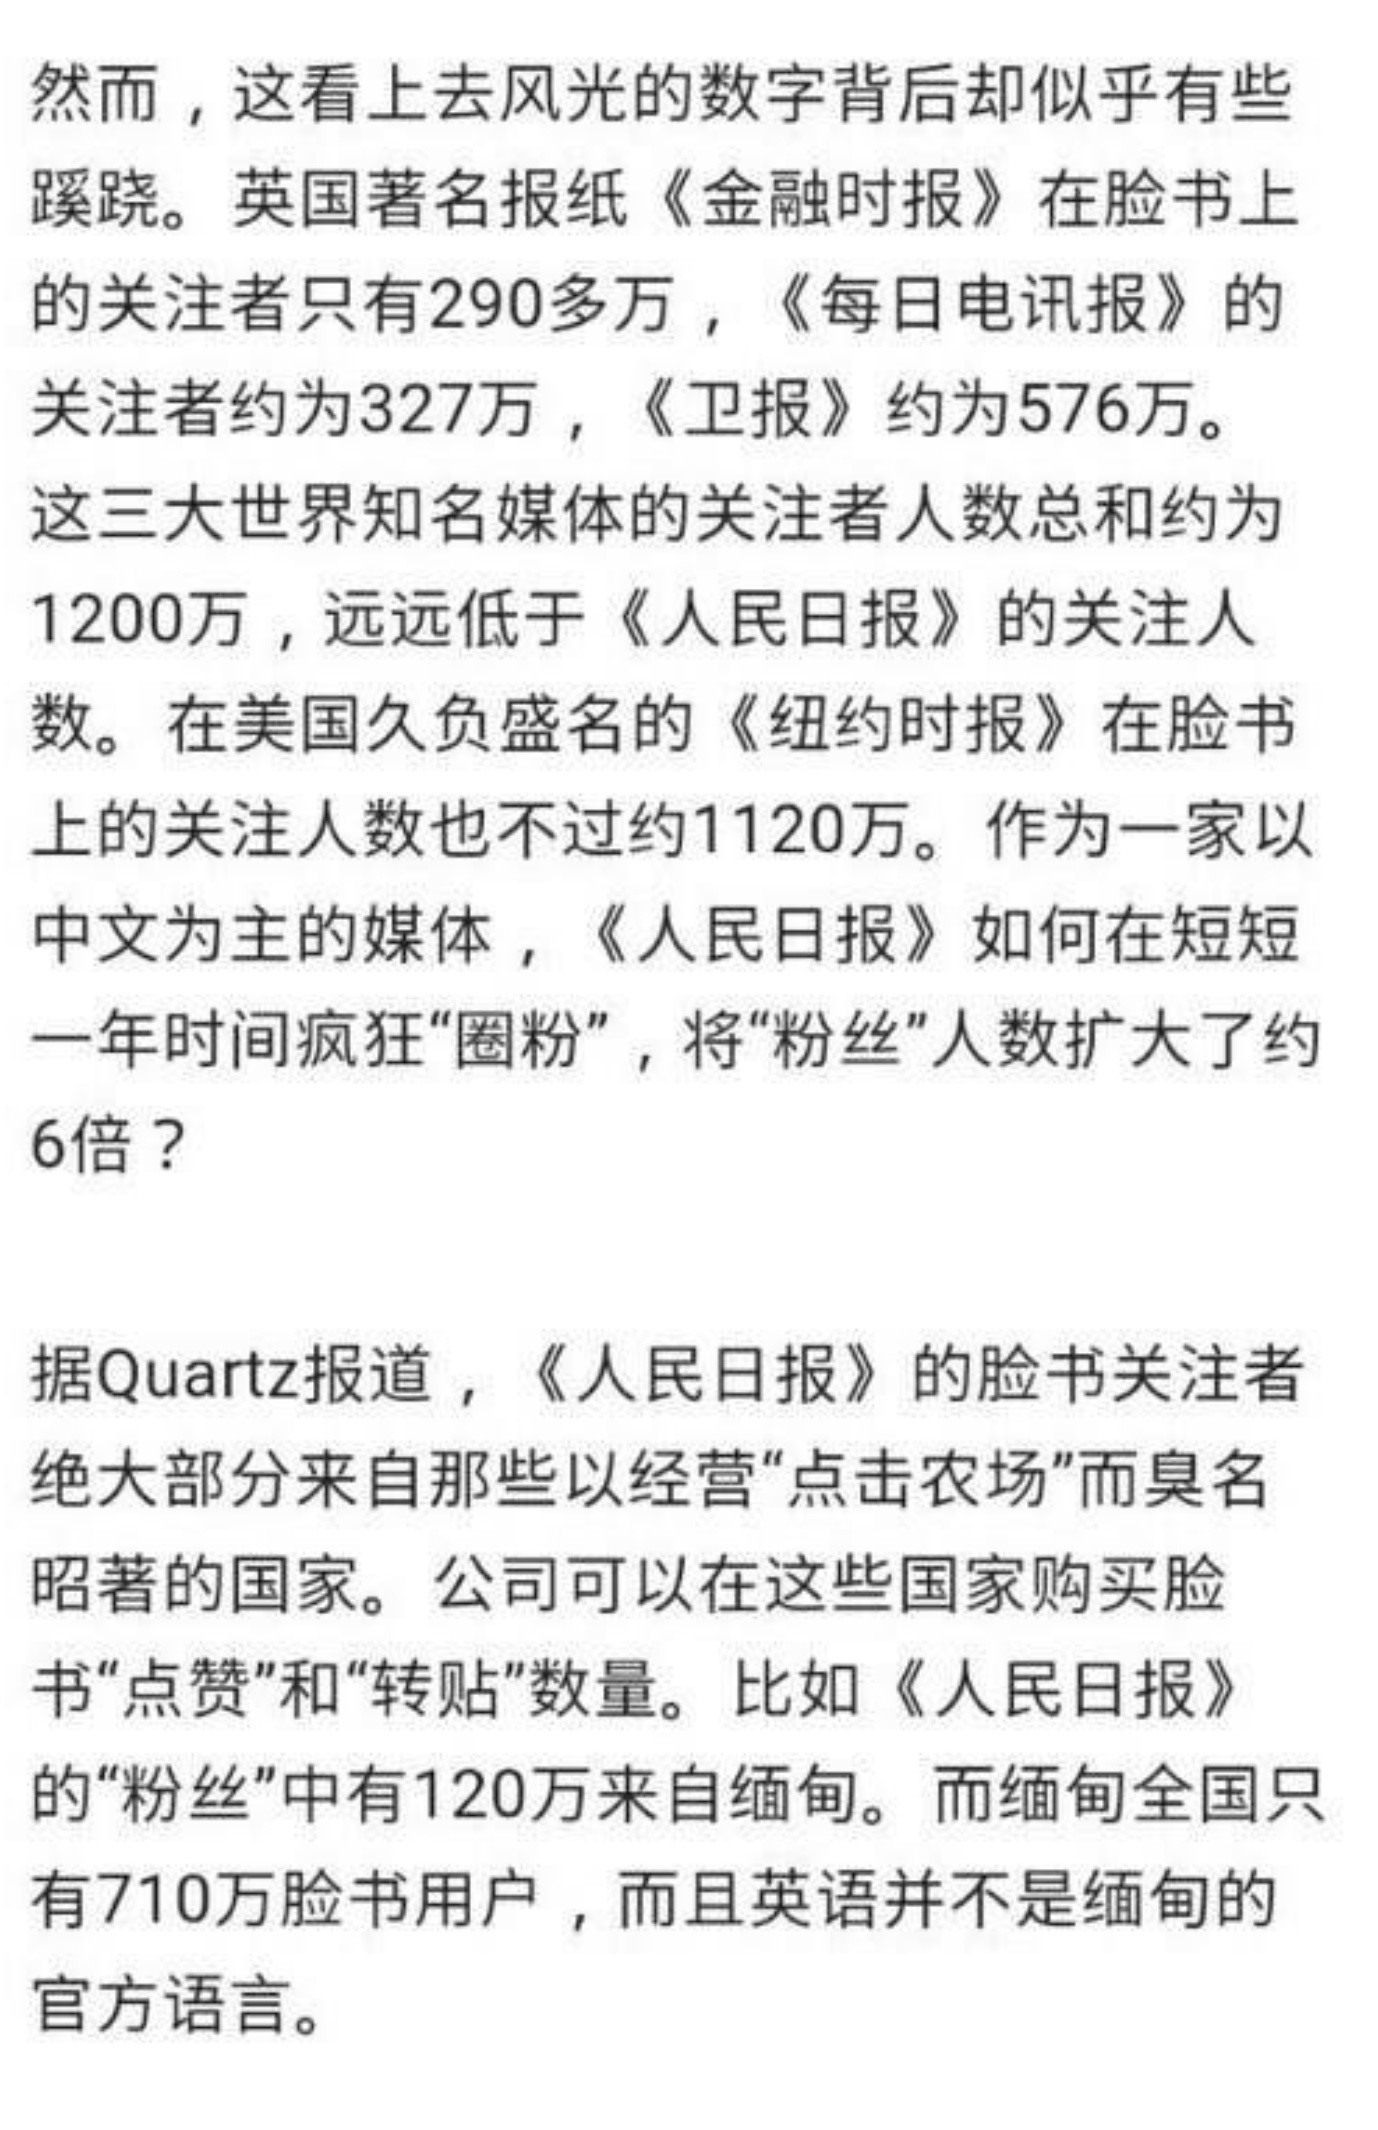 然而，这看上去风光的数字背后却似乎有些
蹊跷。英国著名报纸《金融时报》在脸书上
的关注者只有290多万，《每日电讯报》的
关注者约为327万，《卫报》约为576万。
这三大世界知名媒体的关注者人数总和约为
1200万，远远低于《人民日报》的关注人
数。在美国久负盛名的《纽约时报》在脸书
上的关注人数也不过约1120万。作为一家以
中文为主的媒体，《人民日报》如何在短短
一年时间疯狂“圈粉”，将“粉丝”人数扩大了约
6倍？
据Quartz报道，《人民日报》的脸书关注者
绝大部分来自那些以经营“点击农场”而臭名
昭著的国家。公司可以在这些国家购买脸
书“点赞”和“转贴”数量。比如《人民日报》
的“粉丝”中有120万来自缅甸。而缅甸全国只
有710万脸书用户，而且英语并不是缅甸的
官方语言。